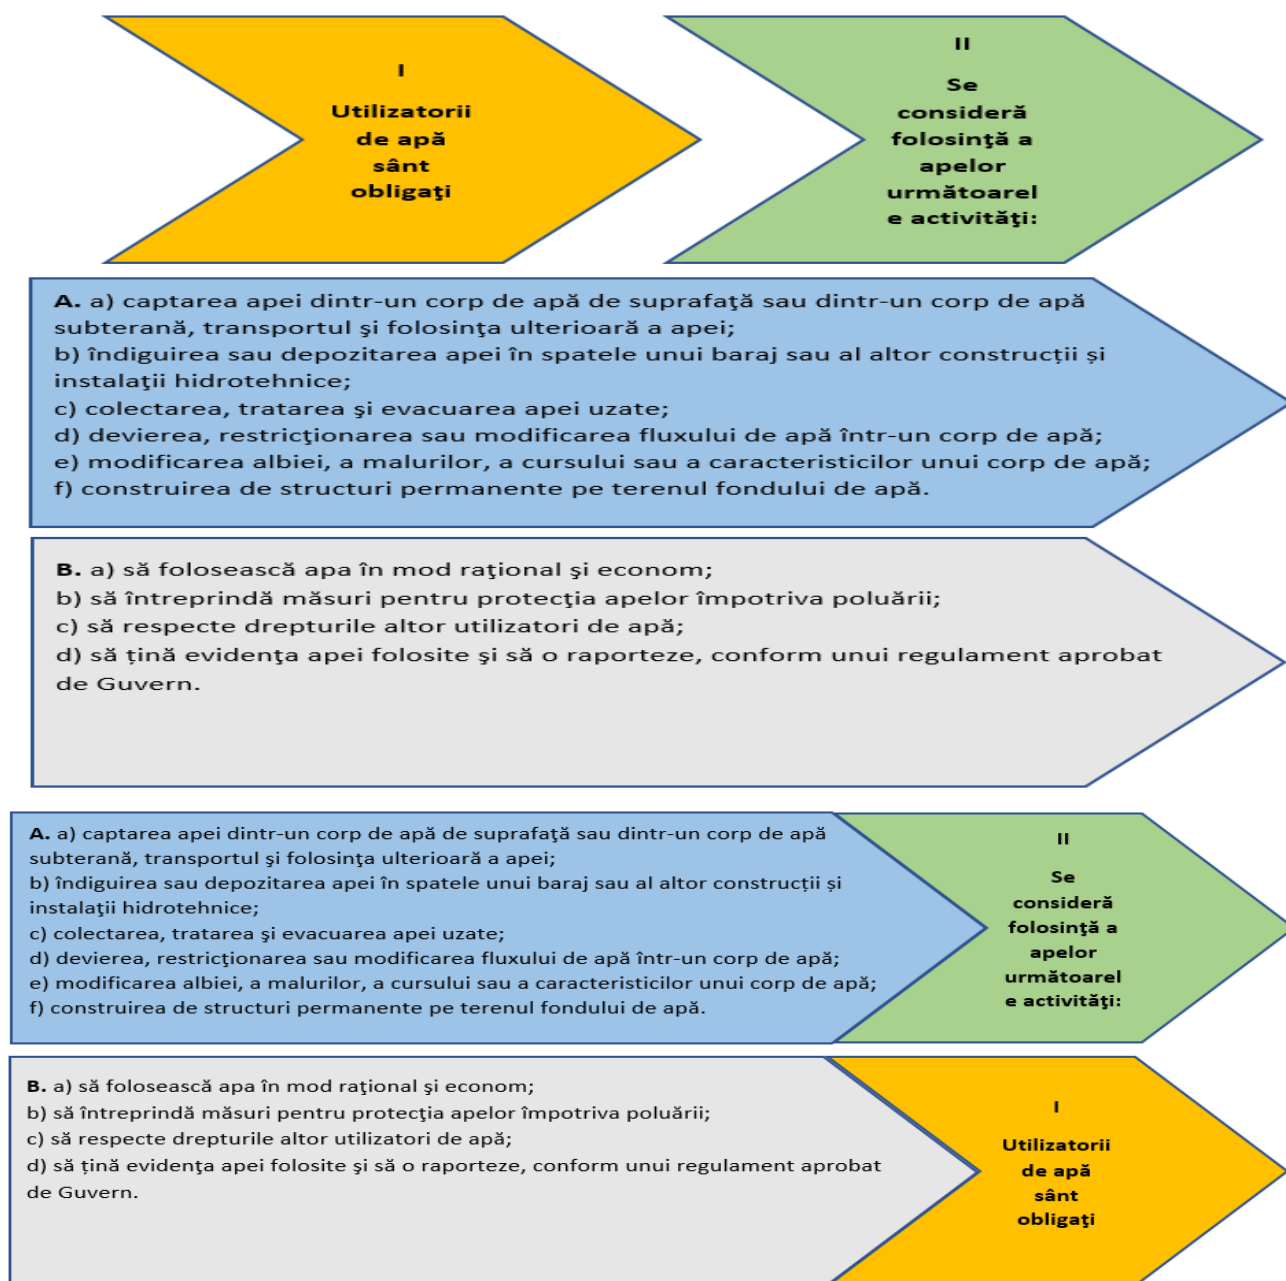 I
Utilizatorii
de apă
sânt
obligaţi
II
Se
consideră
folosinţă a
apelor
următoarel
e activităţi:
A. a) captarea apei dintr-un corp de apă de suprafaţă sau dintr-un corp de apă
subterană, transportul şi folosinţa ulterioară a apei;
b) îndiguirea sau depozitarea apei în spatele unui baraj sau al altor construcții și
instalaţii hidrotehnice;
c) colectarea, tratarea şi evacuarea apei uzate;
d) devierea, restricţionarea sau modificarea fluxului de apă într-un corp de apă;
e) modificarea albiei, a malurilor, a cursului sau a caracteristicilor unui corp de apă;
f) construirea de structuri permanente pe terenul fondului de apă.
B. a) să folosească apa în mod raţional şi econom;
b) să întreprindă măsuri pentru protecţia apelor împotriva poluării;
c) să respecte drepturile altor utilizatori de apă;
d) să țină evidenţa apei folosite şi să o raporteze, conform unui regulament aprobat
de Guvern.
A. a) captarea apei dintr-un corp de apă de suprafaţă sau dintr-un corp de apă
subterană, transportul şi folosinţa ulterioară a apei;
b) îndiguirea sau depozitarea apei în spatele unui baraj sau al altor construcții și
instalaţii hidrotehnice;
c) colectarea, tratarea şi evacuarea apei uzate;
d) devierea, restricţionarea sau modificarea fluxului de apă într-un corp de apă;
e) modificarea albiei, a malurilor, a cursului sau a caracteristicilor unui corp de apă;
f) construirea de structuri permanente pe terenul fondului de apă.
II
Se
consideră
folosinţă a
apelor
următoarel
e activităţi:
B. a) să folosească apa în mod raţional şi econom;
b) să întreprindă măsuri pentru protecţia apelor împotriva poluării;
c) să respecte drepturile altor utilizatori de apă;
d) să țină evidenţa apei folosite şi să o raporteze, conform unui regulament aprobat
de Guvern.
I
Utilizatorii
de apă
sânt
obligaţi